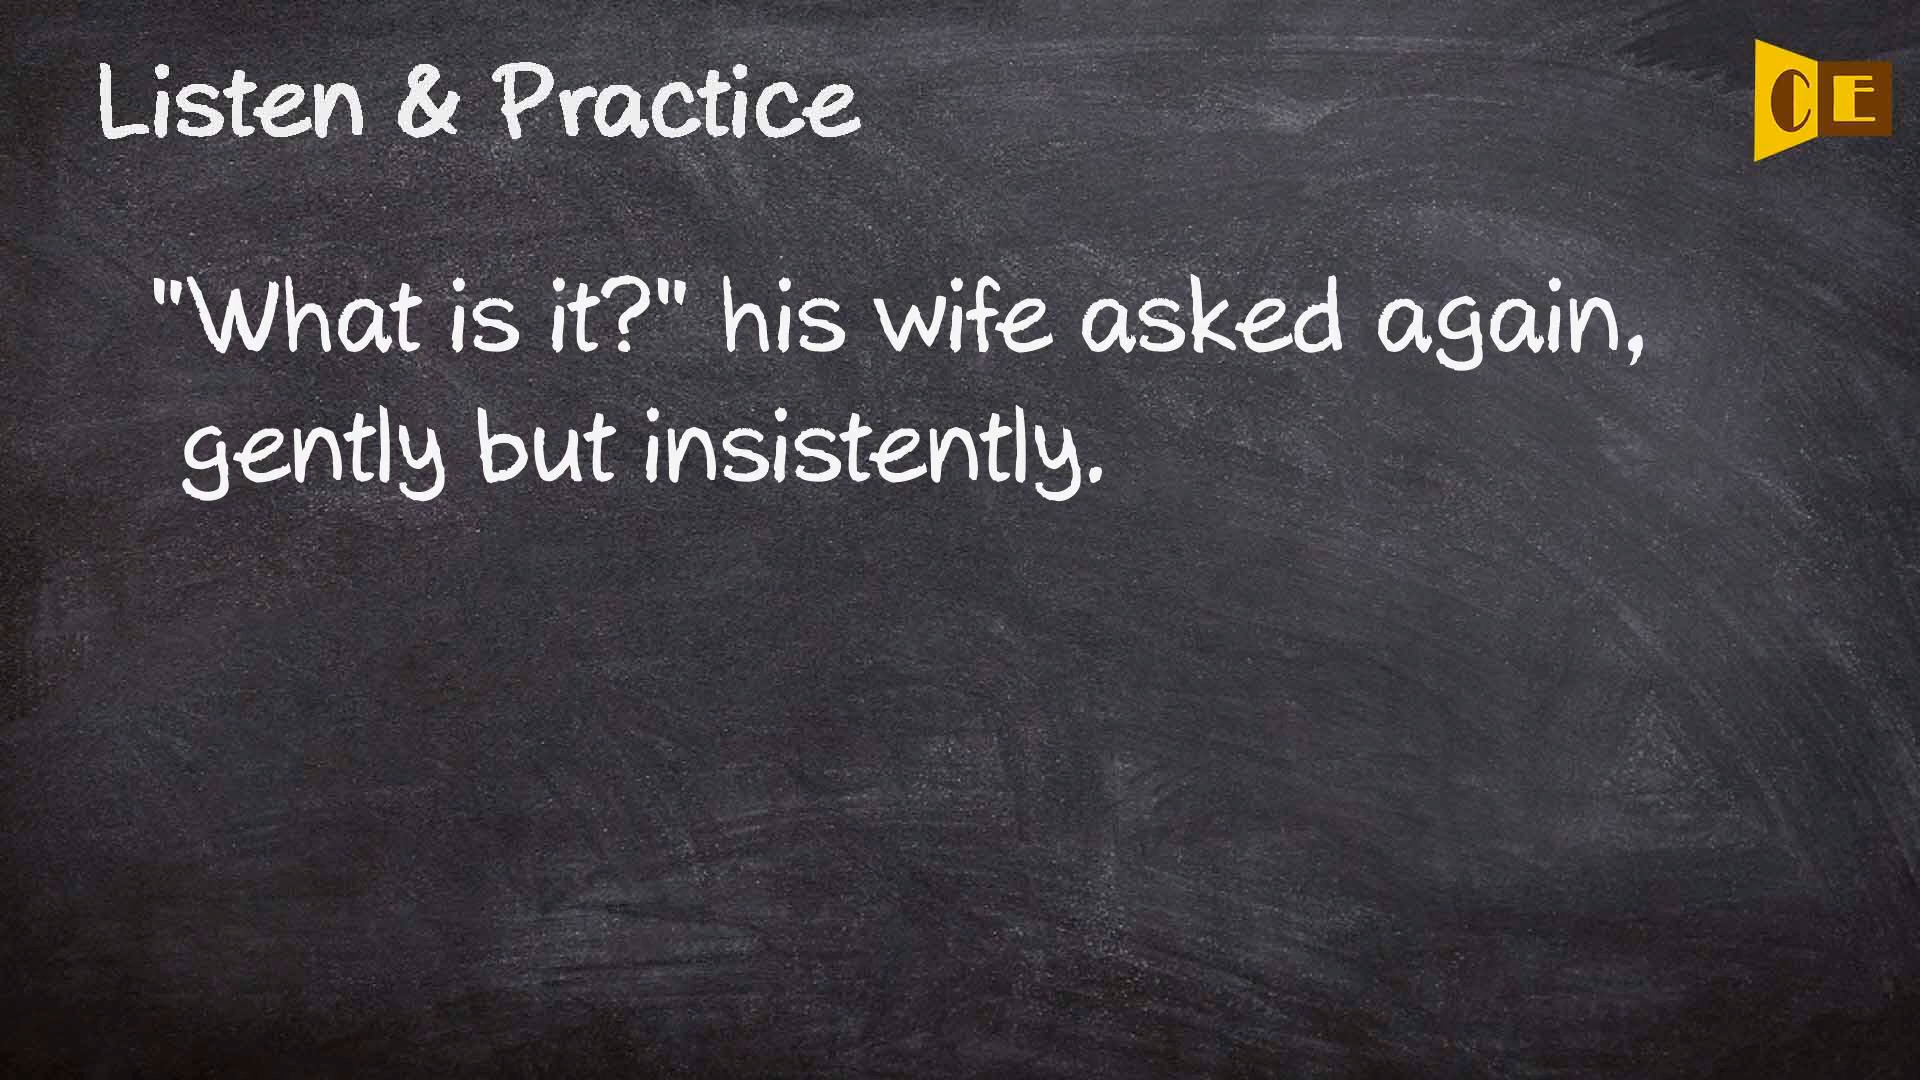 Listen & Practice
CE
"What is it?" his wife asked again,
gently but insistently.